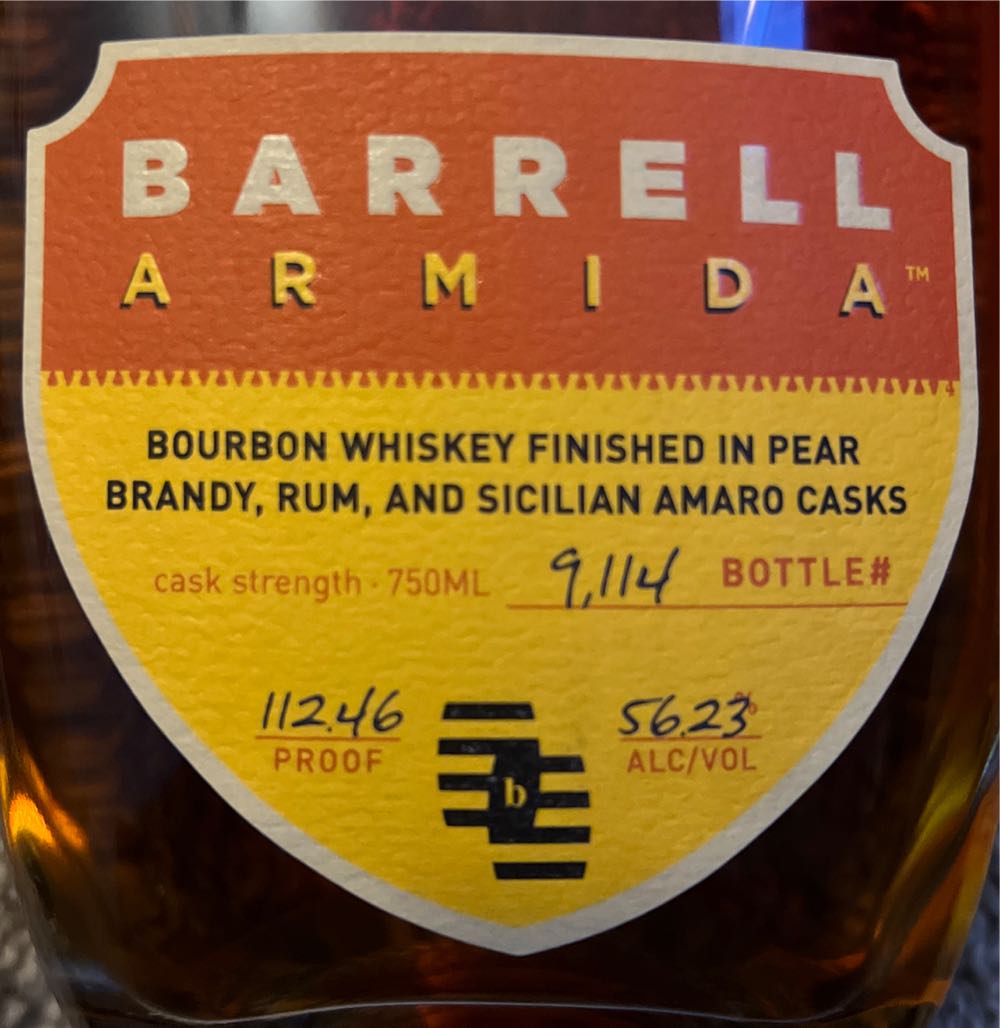 BARRELL
ARMIDA™
BOURBON WHISKEY FINISHED IN PEAR
BRANDY, RUM, AND SICILIAN AMARO CASKS
cask strength · 750ML 9,114 BOTTLE#
112.46 56.23%
PROOF ALC/VOL
b